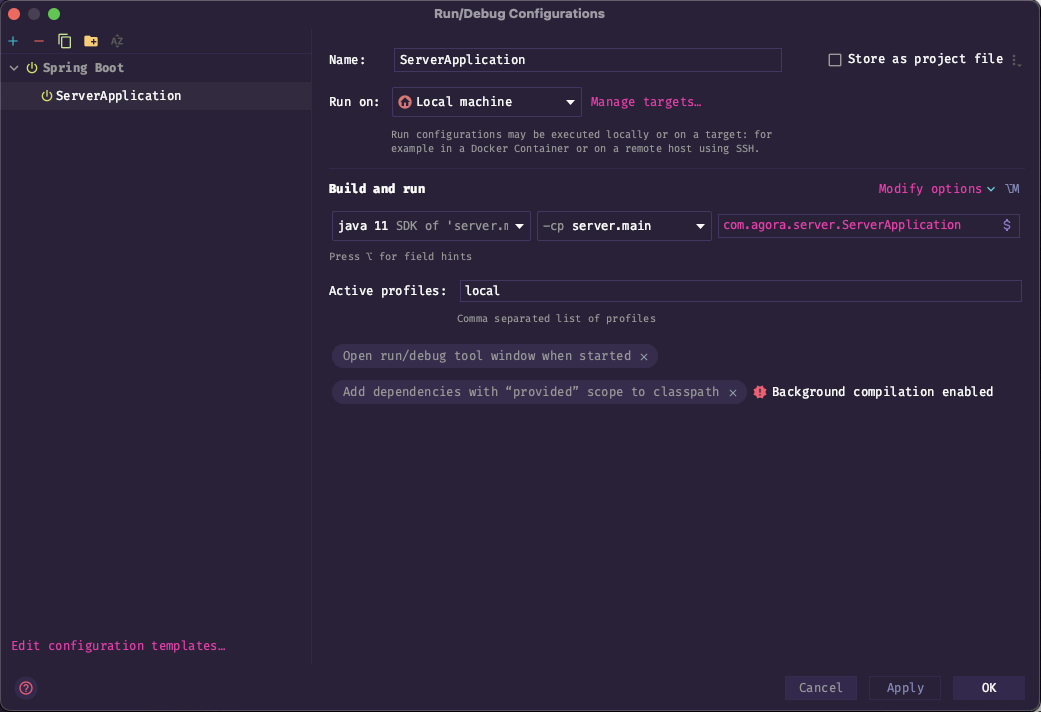 Run/Debug Configurations
Spring Boot
ServerApplication
Edit configuration templates…
Name: ServerApplication
Store as project file
Run on: Local machine Manage targets…
Run configurations may be executed locally or on a target: for
example in a Docker Container or on a remote host using SSH.
Build and run
Modify options ⌥M
java 11 SDK of 'server.m -cp server.main com.agora.server.ServerApplication $
Press ⌥ for field hints
Active profiles: local
Comma separated list of profiles
Open run/debug tool window when started ×
Add dependencies with “provided” scope to classpath × Background compilation enabled
? Cancel Apply OK